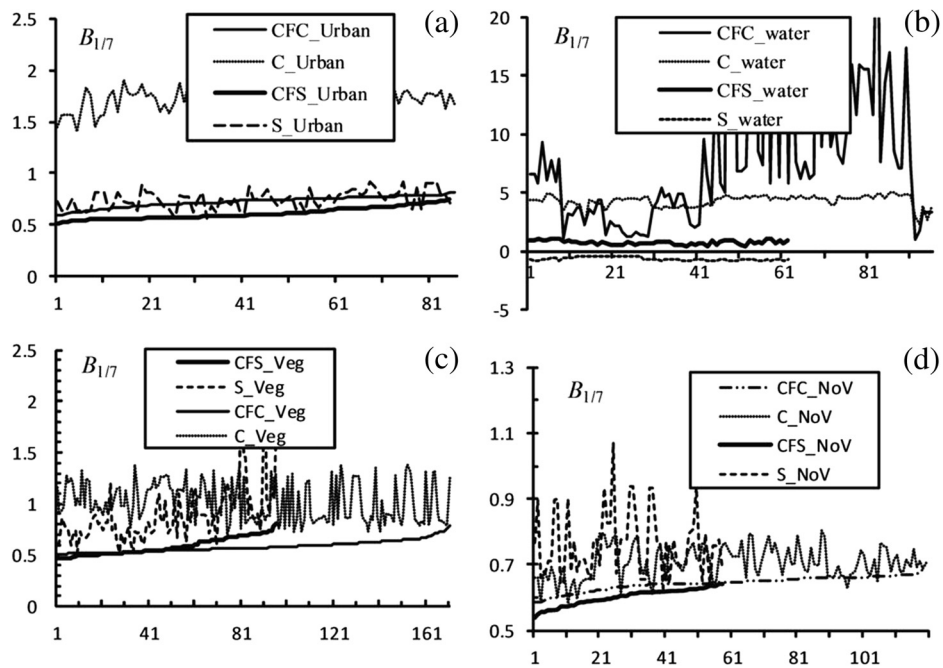 (a)
B1/7
CFC_Urban
C_Urban
CFS_Urban
S_Urban
2.5
2
1.5
1
0.5
0
1 21 41 61 81
(b)
B1/7
CFC_water
C_water
CFS_water
S_water
20
15
10
5
0
-5
1 21 41 61 81
(c)
B1/7
CFS_Veg
S_Veg
CFC_Veg
C_Veg
2.5
2
1.5
1
0.5
0
1 41 81 121 161
(d)
B1/7
CFC_NoV
C_NoV
CFS_NoV
S_NoV
1.3
1.1
0.9
0.7
0.5
1 21 41 61 81 101